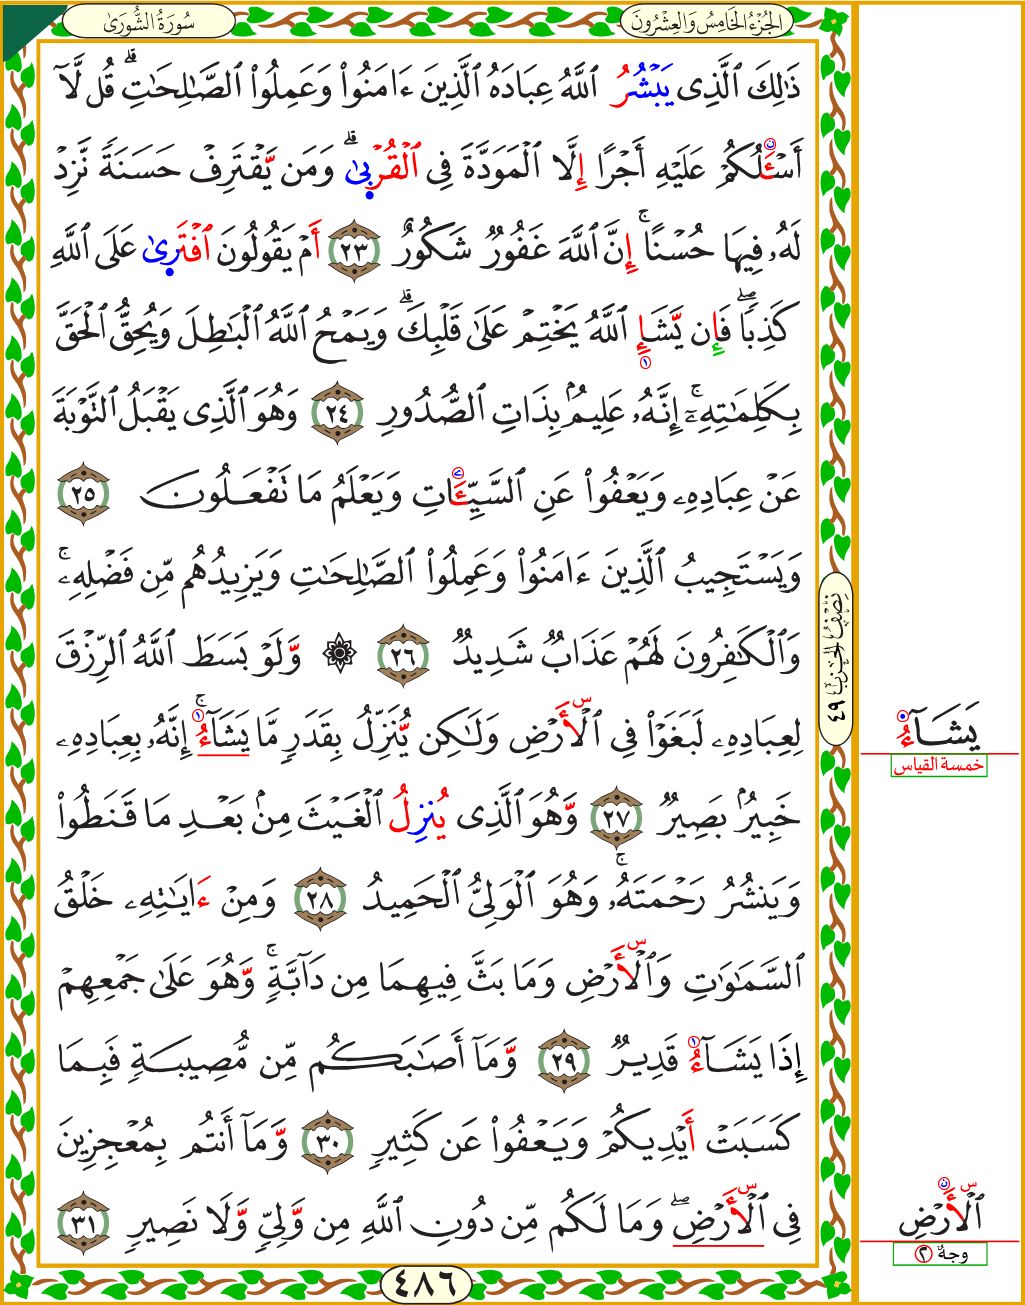 سُورَةُ الشُّورَىٰ
الجُزْءُ الخَامِسُ وَالعِشْرُونَ
ذَٰلِكَ ٱلَّذِى يَبْشُرُ ٱللَّهُ عِبَادَهُ ٱلَّذِينَ ءَامَنُوا۟ وَعَمِلُوا۟ ٱلصَّـٰلِحَـٰتِ ۗ قُل لَّآ
أَسْـَٔلُكُمْ عَلَيْهِ أَجْرًا إِلَّا ٱلْمَوَدَّةَ فِى ٱلْقُرْبىٰ ۗ وَمَن يَّقْتَرِفْ حَسَنَةً نَّزِدْ
لَهُۥ فِيهَا حُسْنًا ۚ إِنَّ ٱللَّهَ غَفُورٌ شَكُورٌ ٢٣ أَمْ يَقُولُونَ ٱفْتَرىٰ عَلَى ٱللَّهِ
كَذِبًا ۖ فَإِن يَّشَإِ ٱللَّهُ يَخْتِمْ عَلَىٰ قَلْبِكَ ۗ وَيَمْحُ ٱللَّهُ ٱلْبَـٰطِلَ وَيُحِقُّ ٱلْحَقَّ
بِكَلِمَـٰتِهِۦٓ ۚ إِنَّهُۥ عَلِيمُۢ بِذَاتِ ٱلصُّدُورِ ٢٤ وَهُوَ ٱلَّذِى يَقْبَلُ ٱلتَّوْبَةَ
عَنْ عِبَادِهِۦ وَيَعْفُوا۟ عَنِ ٱلسَّيِّـَٔاتِ وَيَعْلَمُ مَا تَفْعَلُونَ ٢٥
وَيَسْتَجِيبُ ٱلَّذِينَ ءَامَنُوا۟ وَعَمِلُوا۟ ٱلصَّـٰلِحَـٰتِ وَيَزِيدُهُم مِّن فَضْلِهِۦ ۚ
وَٱلْكَـٰفِرُونَ لَهُمْ عَذَابٌ شَدِيدٌ ٢٦ ۞ وَّلَوْ بَسَطَ ٱللَّهُ ٱلرِّزْقَ
نِصْفُ الحِزْبِ ٤٩
لِعِبَادِهِۦ لَبَغَوْا۟ فِى ٱلْأَرْضِ وَلَـٰكِن يُّنَزِّلُ بِقَدَرٍ مَّا يَشَآءُ ۚ إِنَّهُۥ بِعِبَادِهِۦ
يَشَآءُ
خمسة القياس
خَبِيرُۢ بَصِيرٌ ٢٧ وَّهُوَ ٱلَّذِى يُنزِلُ ٱلْغَيْثَ مِنۢ بَعْدِ مَا قَنَطُوا۟
وَيَنشُرُ رَحْمَتَهُۥ ۚ وَهُوَ ٱلْوَلِىُّ ٱلْحَمِيدُ ٢٨ وَمِنْ ءَايَـٰتِهِۦ خَلْقُ
ٱلسَّمَـٰوَٰتِ وَٱلْأَرْضِ وَمَا بَثَّ فِيهِمَا مِن دَآبَّةٍ ۚ وَّهُوَ عَلَىٰ جَمْعِهِمْ
إِذَا يَشَآءُ قَدِيرٌ ٢٩ وَّمَآ أَصَـٰبَكُم مِّن مُّصِيبَةٍ فَبِمَا
كَسَبَتْ أَيْدِيكُمْ وَيَعْفُوا۟ عَن كَثِيرٍ ٣٠ وَّمَآ أَنتُم بِمُعْجِزِينَ
فِى ٱلْأَرْضِ ۖ وَمَا لَكُم مِّن دُونِ ٱللَّهِ مِن وَّلِىٍّ وَّلَا نَصِيرٍ ٣١
ٱلْأَرْضِ
وجهٌ ٢
٤٨٦